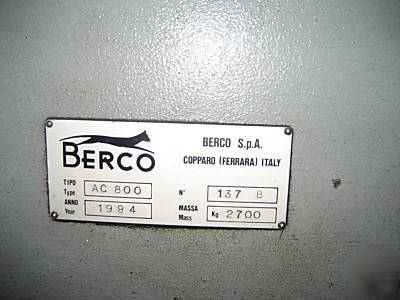 BERCO
BERCO S.p.A.
COPPARO (FERRARA) ITALY
TIPO
Type AC 800
N° 137 B
ANNO
Year 1984
MASSA
Mass Kg 2700